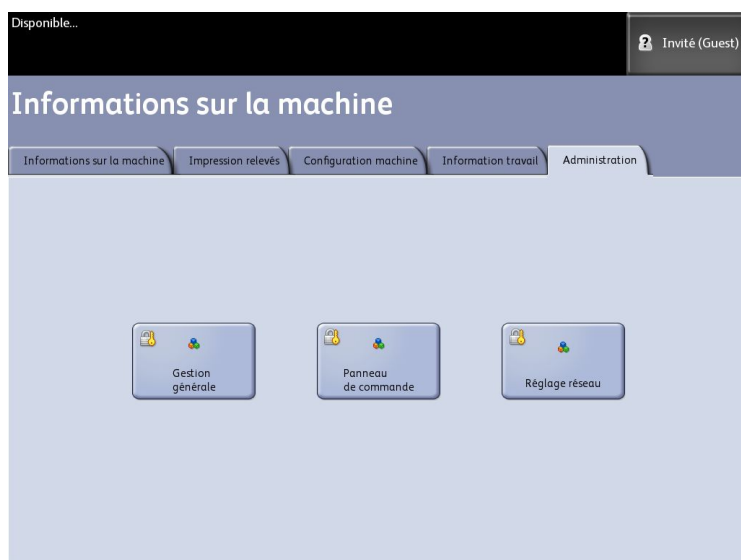 Disponible...
Invité (Guest)
Informations sur la machine
Informations sur la machine
Impression relevés
Configuration machine
Information travail
Administration
Gestion
générale
Panneau
de commande
Réglage réseau